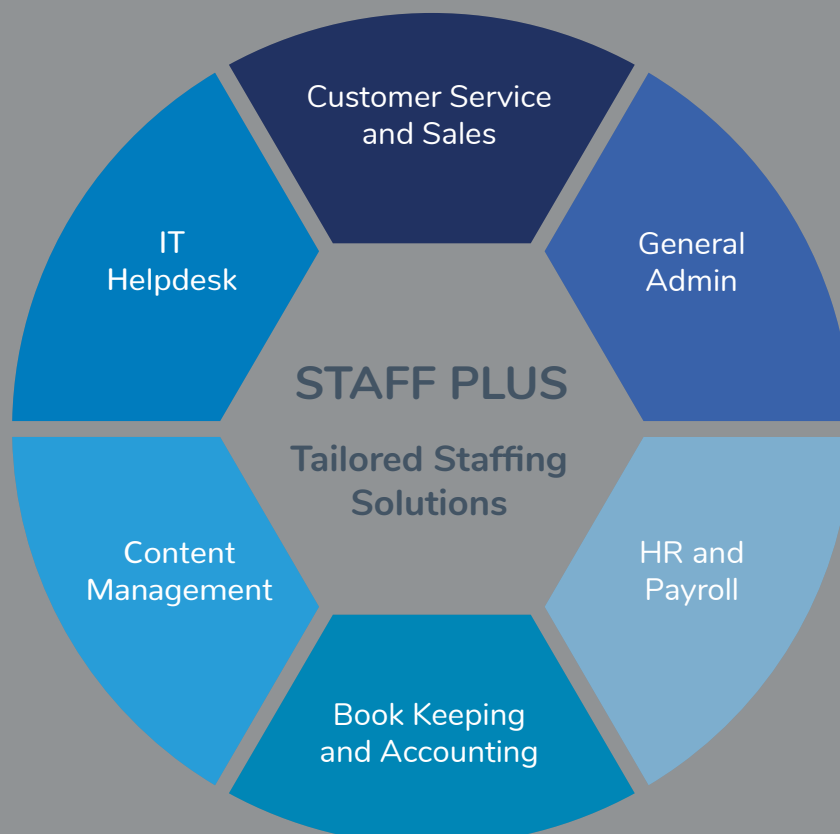 Customer Service
and Sales
IT
Helpdesk
General
Admin
STAFF PLUS
Tailored Staffing
Solutions
Content
Management
HR and
Payroll
Book Keeping
and Accounting